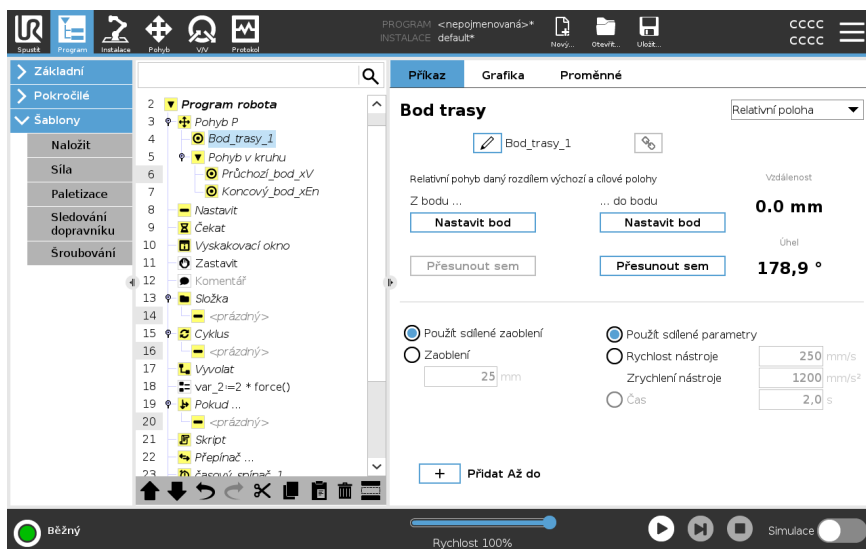 PROGRAM <nepojmenovaná>*
INSTALACE default*
Spustit Program Instalace Pohyb V/V Protokol
Nový... Otevřít... Uložit...
CCCC
CCCC
Základní
Pokročilé
Šablony
Naložit
Síla
Paletizace
Sledování
dopravníku
Šroubování
2 Program robota
3 Pohyb P
4 Bod_trasy_1
5 Pohyb v kruhu
6 Průchozí_bod_xV
7 Koncový_bod_xEn
8 Nastavit
9 Čekat
10 Vyskakovací okno
11 Zastavit
12 Komentář
13 Složka
14 <prázdný>
15 Cyklus
16 <prázdný>
17 Vyvolat
18 var_2:=2 * force()
19 Pokud ...
20 <prázdný>
21 Skript
22 Přepínač ...
23 časový_spínač_1
Příkaz Grafika Proměnné
Bod trasy
Relativní poloha
Bod_trasy_1
Relativní pohyb daný rozdílem výchozí a cílové polohy
Z bodu ... ... do bodu
Nastavit bod Nastavit bod
Přesunout sem Přesunout sem
Vzdálenost
0.0 mm
Úhel
178,9 °
Použít sdílené zaoblení
Zaoblení
25 mm
Použít sdílené parametry
Rychlost nástroje 250 mm/s
Zrychlení nástroje 1200 mm/s²
Čas 2,0 s
+ Přidat Až do
Běžný
Rychlost 100%
Simulace